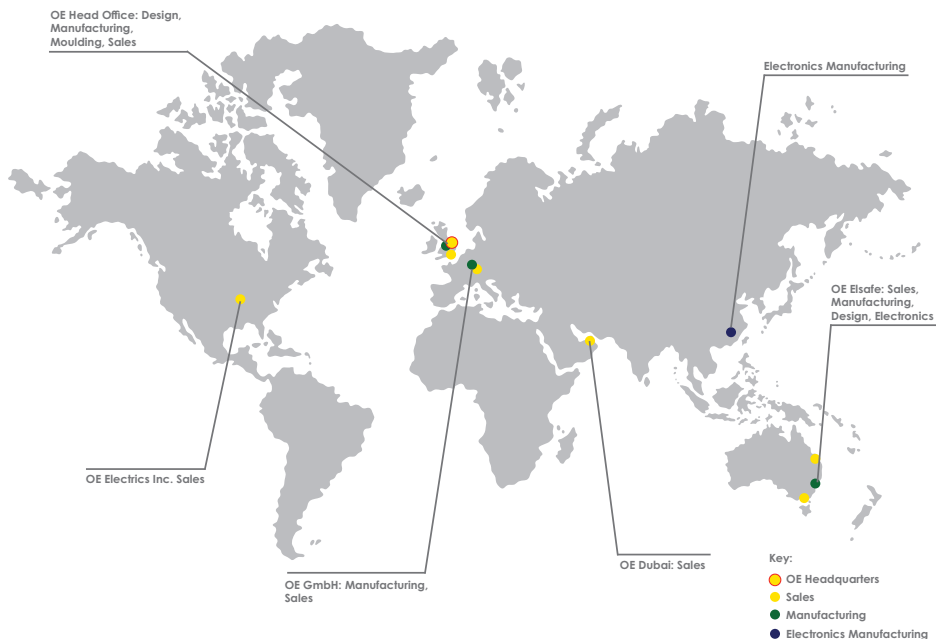 OE Head Office: Design,
Manufacturing,
Moulding, Sales
Electronics Manufacturing
OE Elsafe: Sales,
Manufacturing,
Design, Electronics
OE Electrics Inc. Sales
OE GmbH: Manufacturing,
Sales
OE Dubai: Sales
Key:
OE Headquarters
Sales
Manufacturing
Electronics Manufacturing